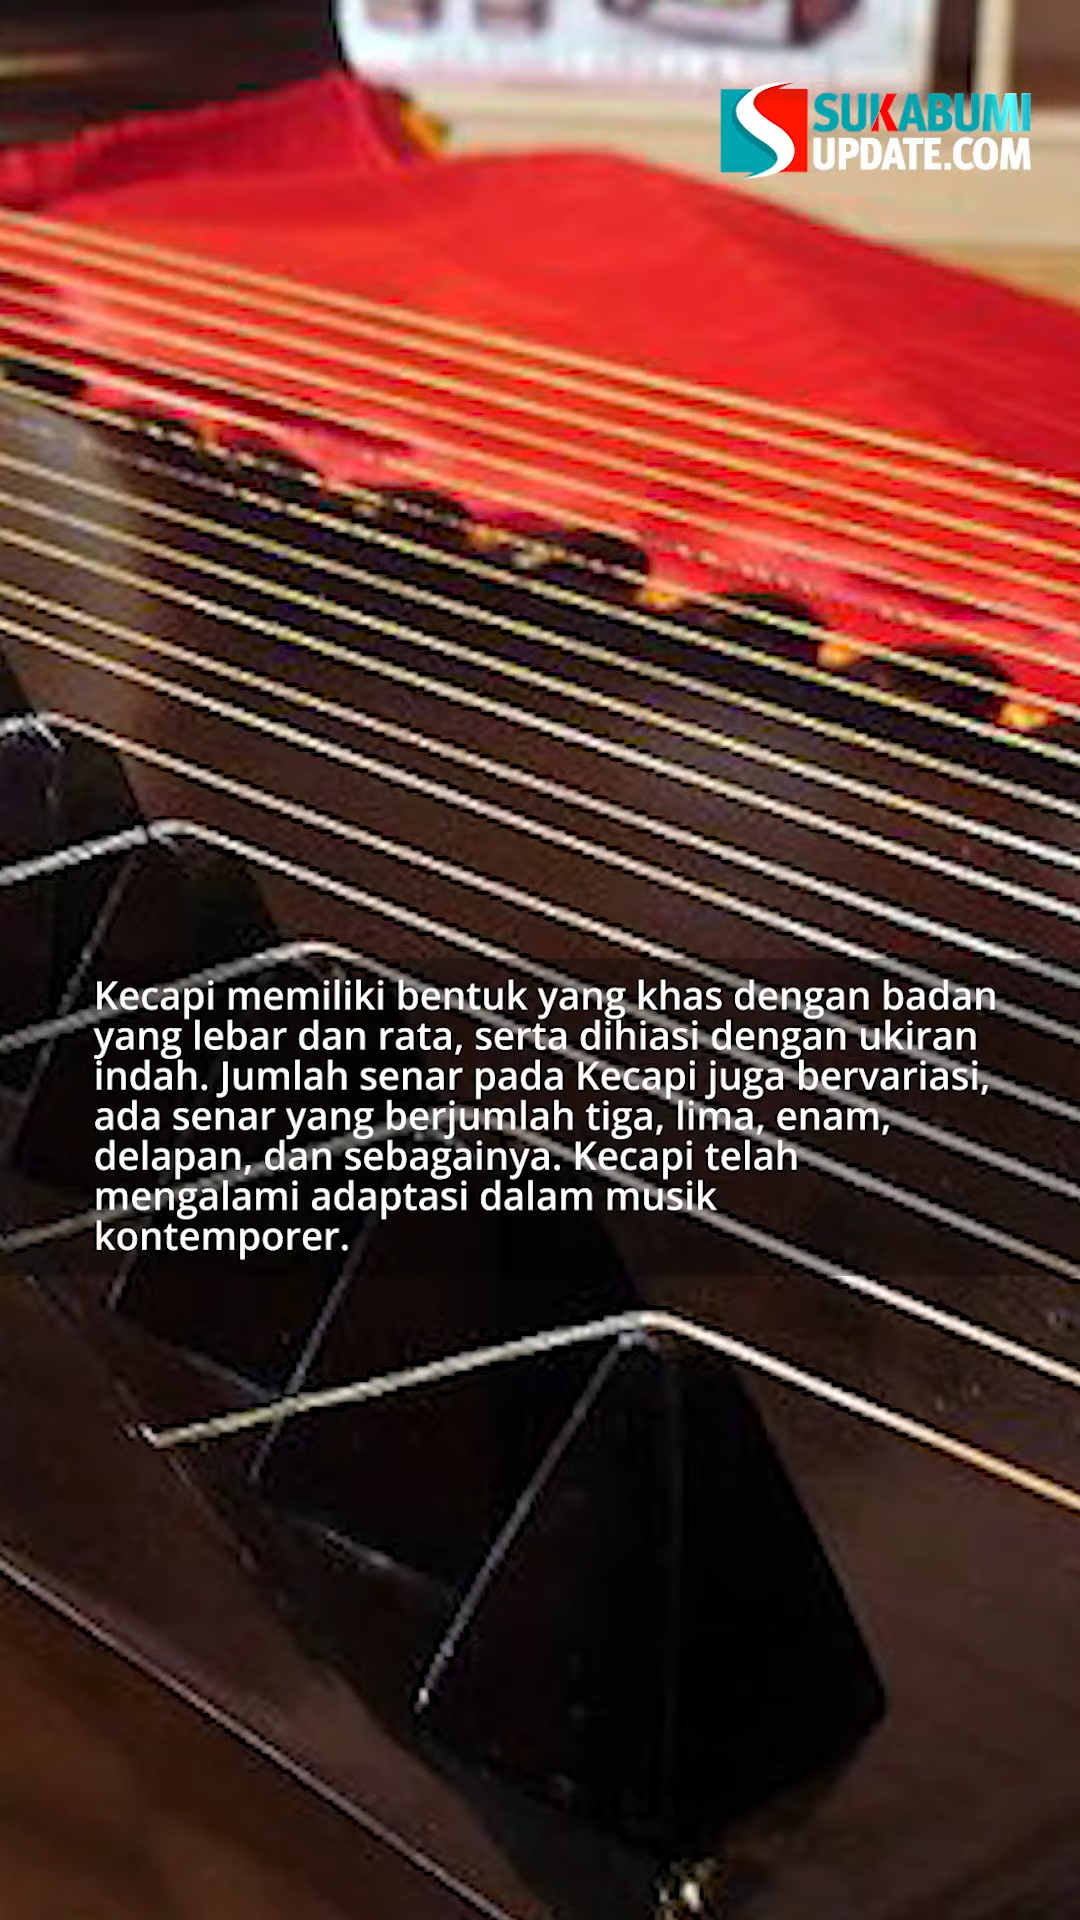 SUKABUMI
UPDATE.COM
Kecapi memiliki bentuk yang khas dengan badan
yang lebar dan rata, serta dihiasi dengan ukiran
indah. Jumlah senar pada Kecapi juga bervariasi,
ada senar yang berjumlah tiga, lima, enam,
delapan, dan sebagainya. Kecapi telah
mengalami adaptasi dalam musik
kontemporer.